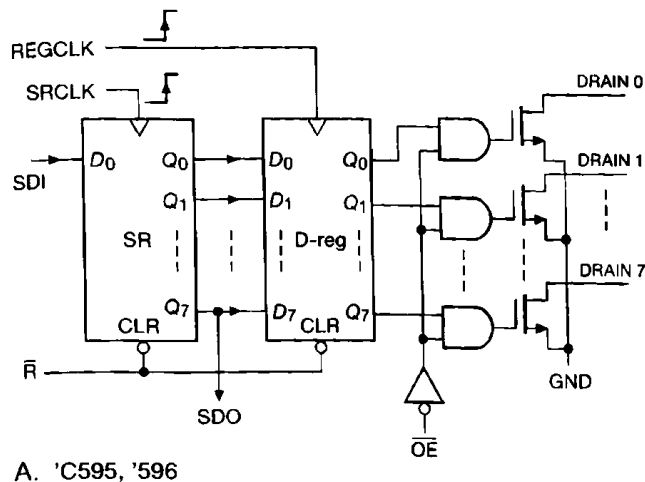 REGCLK
SRCLK
SDI
D0
Q0
Q1
SR
Q7
CLR
D0
D1
D-reg
D7
CLR
Q0
Q1
Q7
R̅
SDO
O̅E̅
DRAIN 0
DRAIN 1
DRAIN 7
GND
A. 'C595, '596